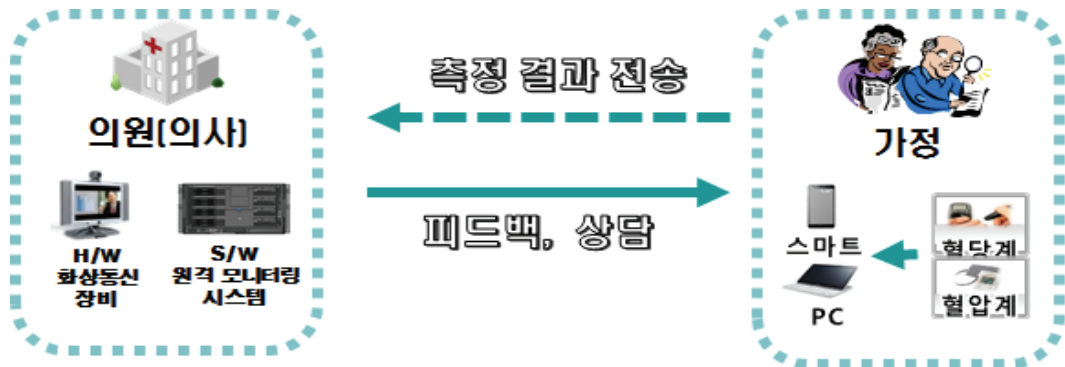 의원(의사)
H/W
화상통신
장비
S/W
원격 모니터링
시스템
측정 결과 전송
피드백, 상담
가정
스마트
PC
혈당계
혈압계